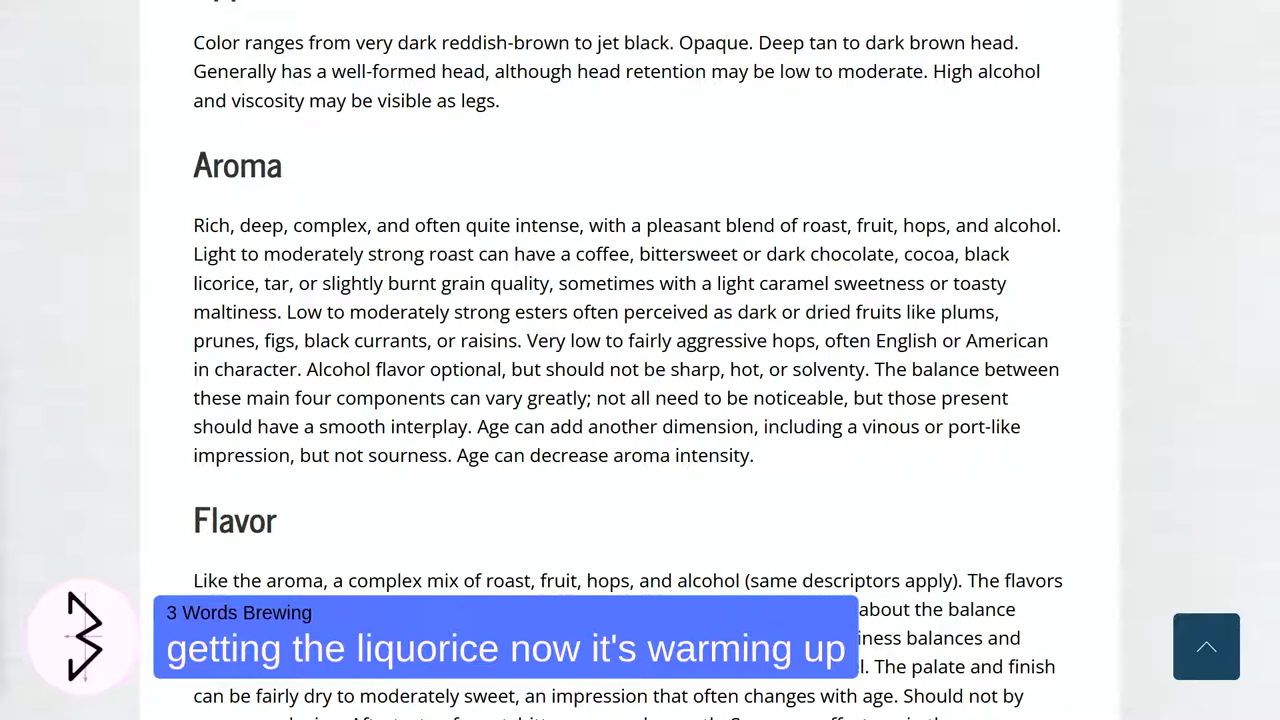 Color ranges from very dark reddish-brown to jet black. Opaque. Deep tan to dark brown head.
Generally has a well-formed head, although head retention may be low to moderate. High alcohol
and viscosity may be visible as legs.
Aroma
Rich, deep, complex, and often quite intense, with a pleasant blend of roast, fruit, hops, and alcohol.
Light to moderately strong roast can have a coffee, bittersweet or dark chocolate, cocoa, black
licorice, tar, or slightly burnt grain quality, sometimes with a light caramel sweetness or toasty
maltiness. Low to moderately strong esters often perceived as dark or dried fruits like plums,
prunes, figs, black currants, or raisins. Very low to fairly aggressive hops, often English or American
in character. Alcohol flavor optional, but should not be sharp, hot, or solventy. The balance between
these main four components can vary greatly; not all need to be noticeable, but those present
should have a smooth interplay. Age can add another dimension, including a vinous or port-like
impression, but not sourness. Age can decrease aroma intensity.
Flavor
Like the aroma, a complex mix of roast, fruit, hops, and alcohol (same descriptors apply). The flavors
about the balance
3 Words Brewing
getting the liquorice now it's warming up
balances and
The palate and finish
can be fairly dry to moderately sweet, an impression that often changes with age. Should not by